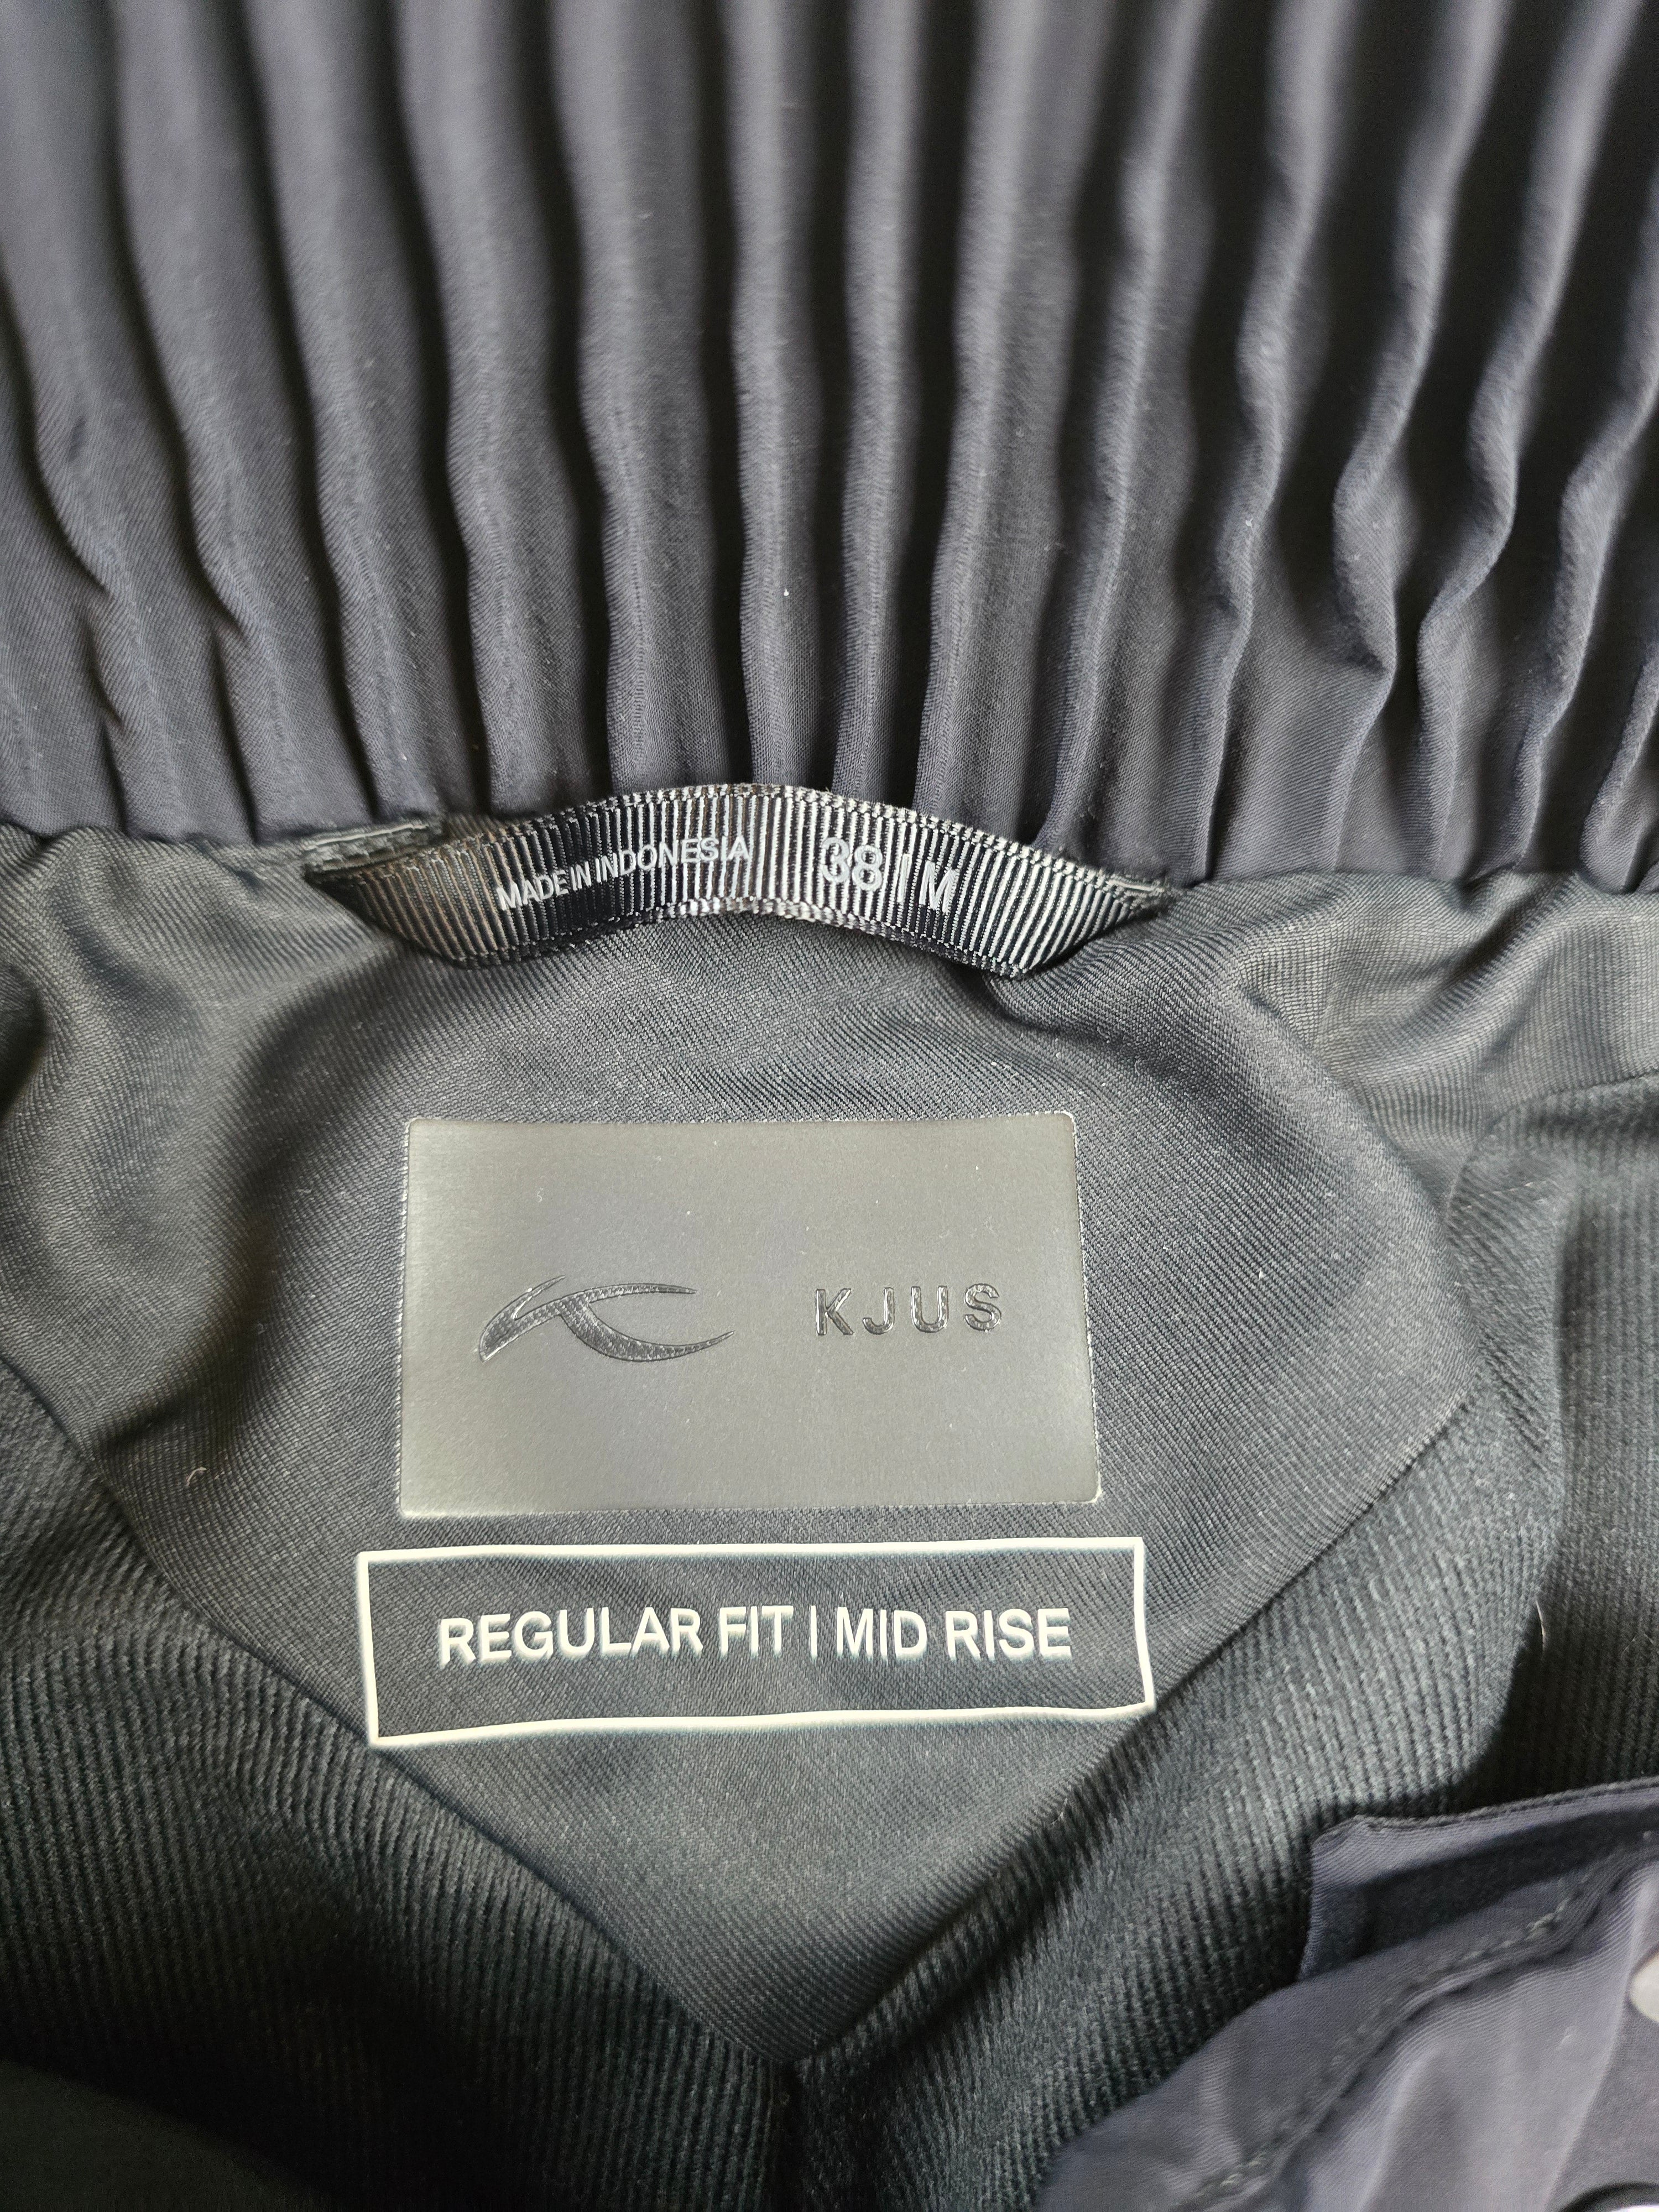 MADE IN INDONESIA 38 | M
KJUS
REGULAR FIT | MID RISE